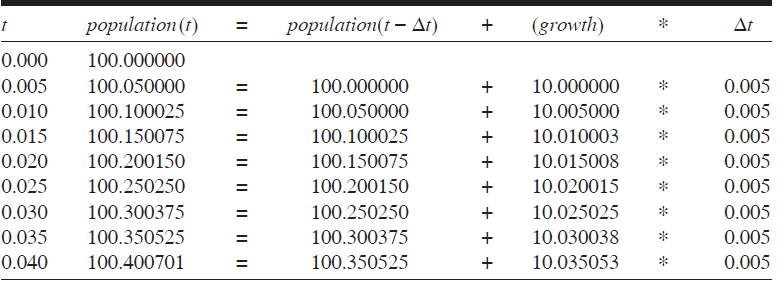 t population (t) = population(t − Δt) + (growth) * Δt
0.000 100.000000
0.005 100.050000 = 100.000000 + 10.000000 * 0.005
0.010 100.100025 = 100.050000 + 10.005000 * 0.005
0.015 100.150075 = 100.100025 + 10.010003 * 0.005
0.020 100.200150 = 100.150075 + 10.015008 * 0.005
0.025 100.250250 = 100.200150 + 10.020015 * 0.005
0.030 100.300375 = 100.250250 + 10.025025 * 0.005
0.035 100.350525 = 100.300375 + 10.030038 * 0.005
0.040 100.400701 = 100.350525 + 10.035053 * 0.005